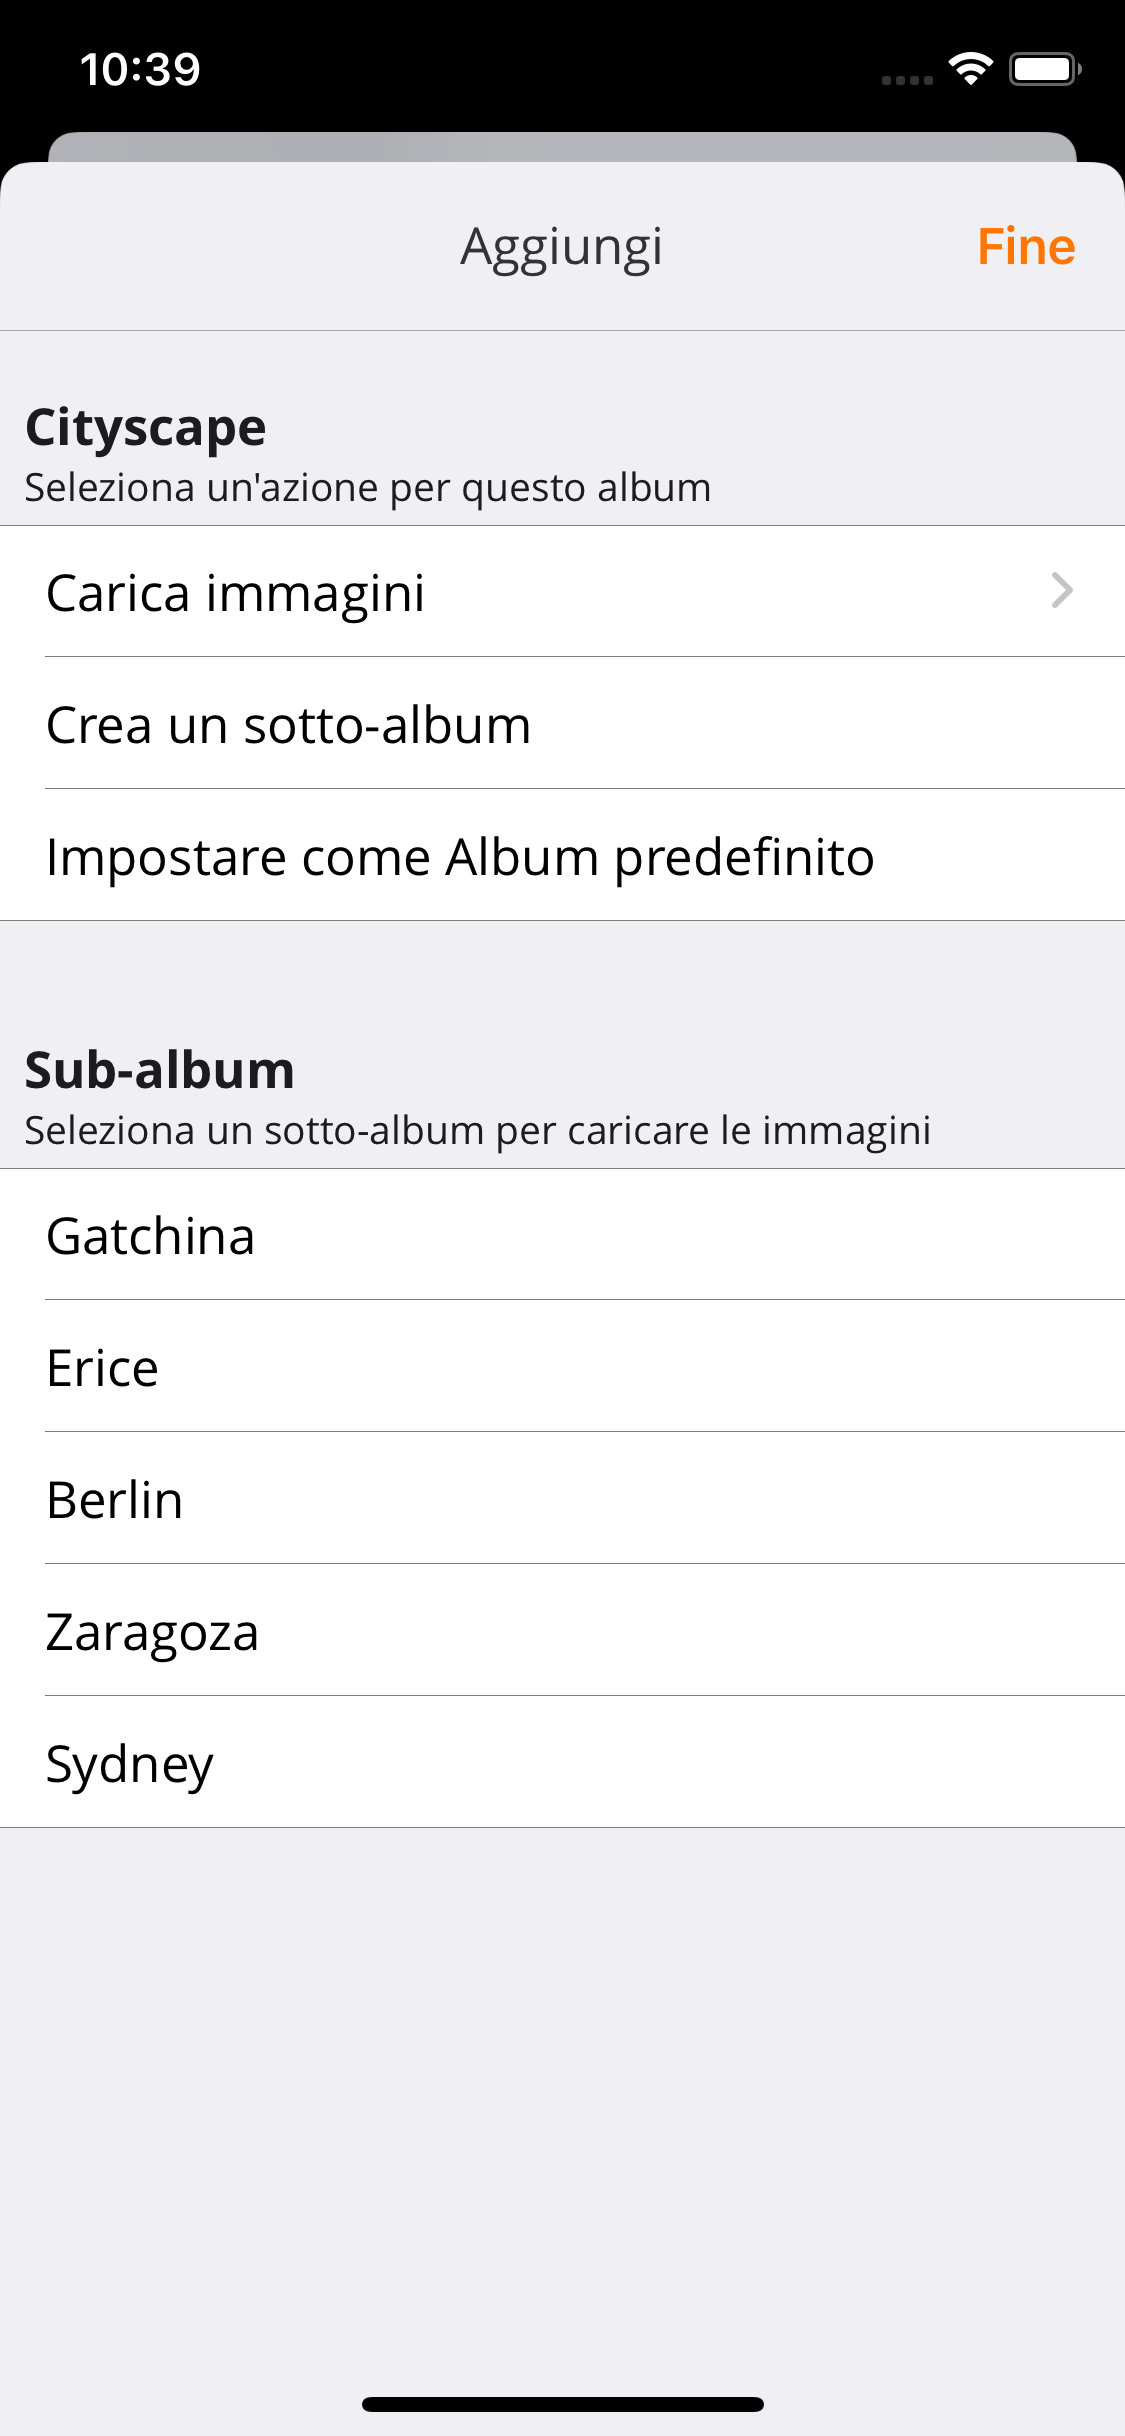 10:39
Aggiungi
Fine
Cityscape
Seleziona un'azione per questo album
Carica immagini
Crea un sotto-album
Impostare come Album predefinito
Sub-album
Seleziona un sotto-album per caricare le immagini
Gatchina
Erice
Berlin
Zaragoza
Sydney